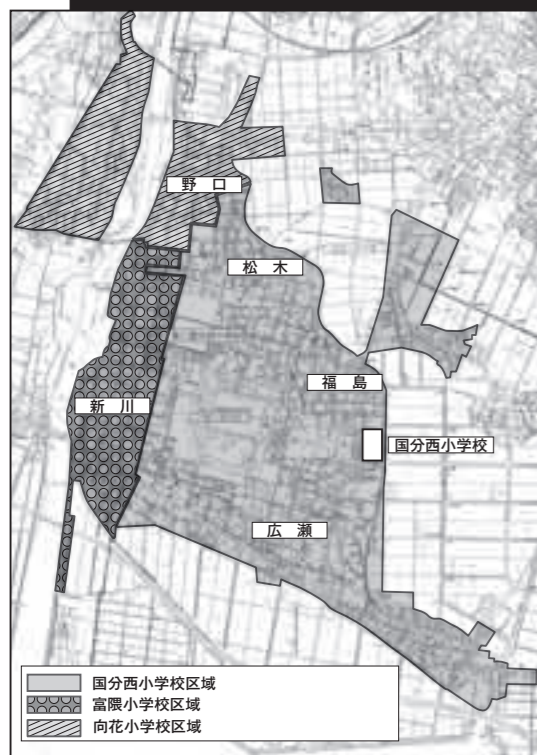 野口
松木
福島
新川
国分西小学校
広瀬
国分西小学校区域
富隈小学校区域
向花小学校区域